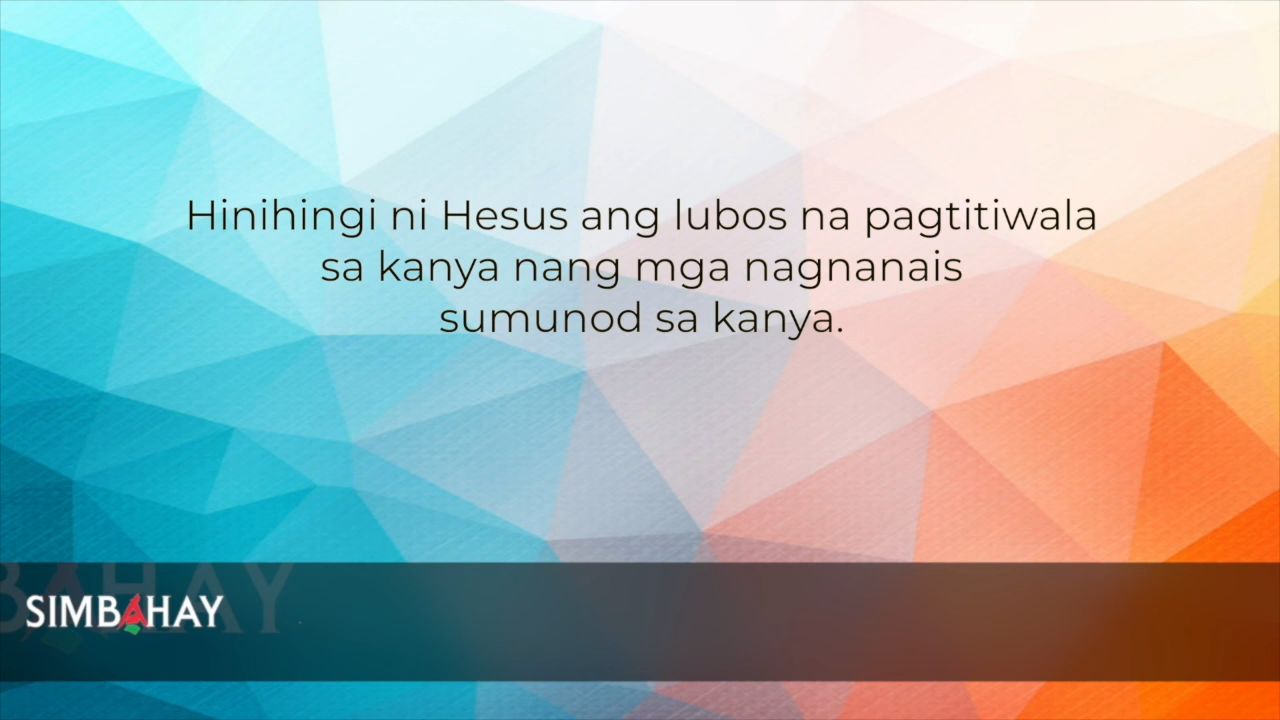 Hinihingi ni Hesus ang lubos na pagtitiwala
sa kanya nang mga nagnanais
sumunod sa kanya.
SIMBAHAY